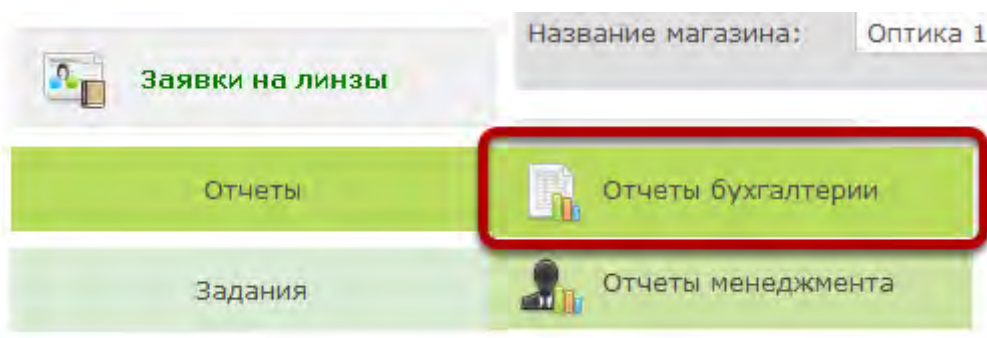 Название магазина: Оптика 1
Заявки на линзы
Отчеты
Отчеты бухгалтерии
Задания
Отчеты менеджмента